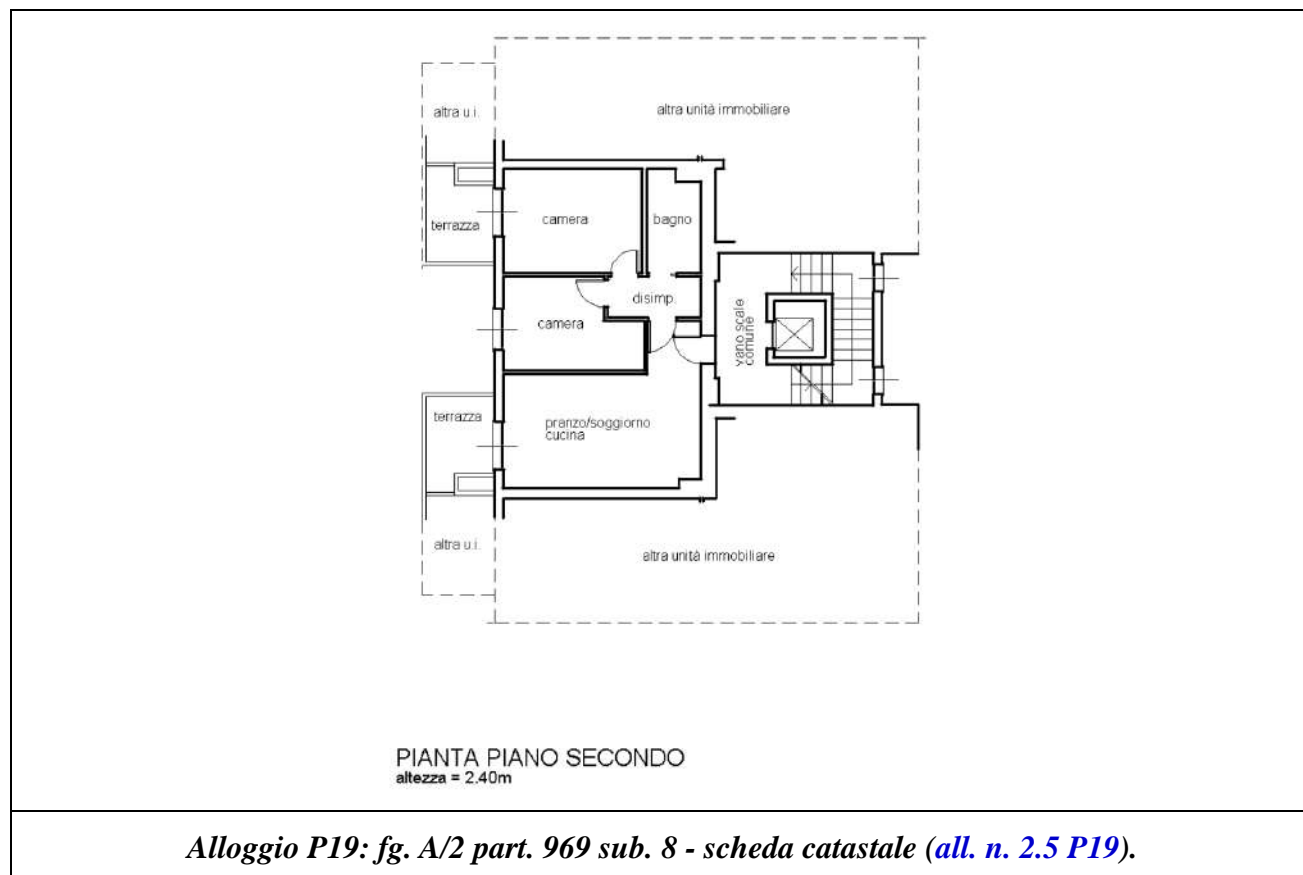 altra u.i.
altra unità immobiliare
terrazza
camera
bagno
disimp.
camera
vano scale
comune
terrazza
pranzo/soggiorno
cucina
altra u.i.
altra unità immobiliare
PIANTA PIANO SECONDO
altezza = 2.40m
Alloggio P19: fg. A/2 part. 969 sub. 8 - scheda catastale (all. n. 2.5 P19).